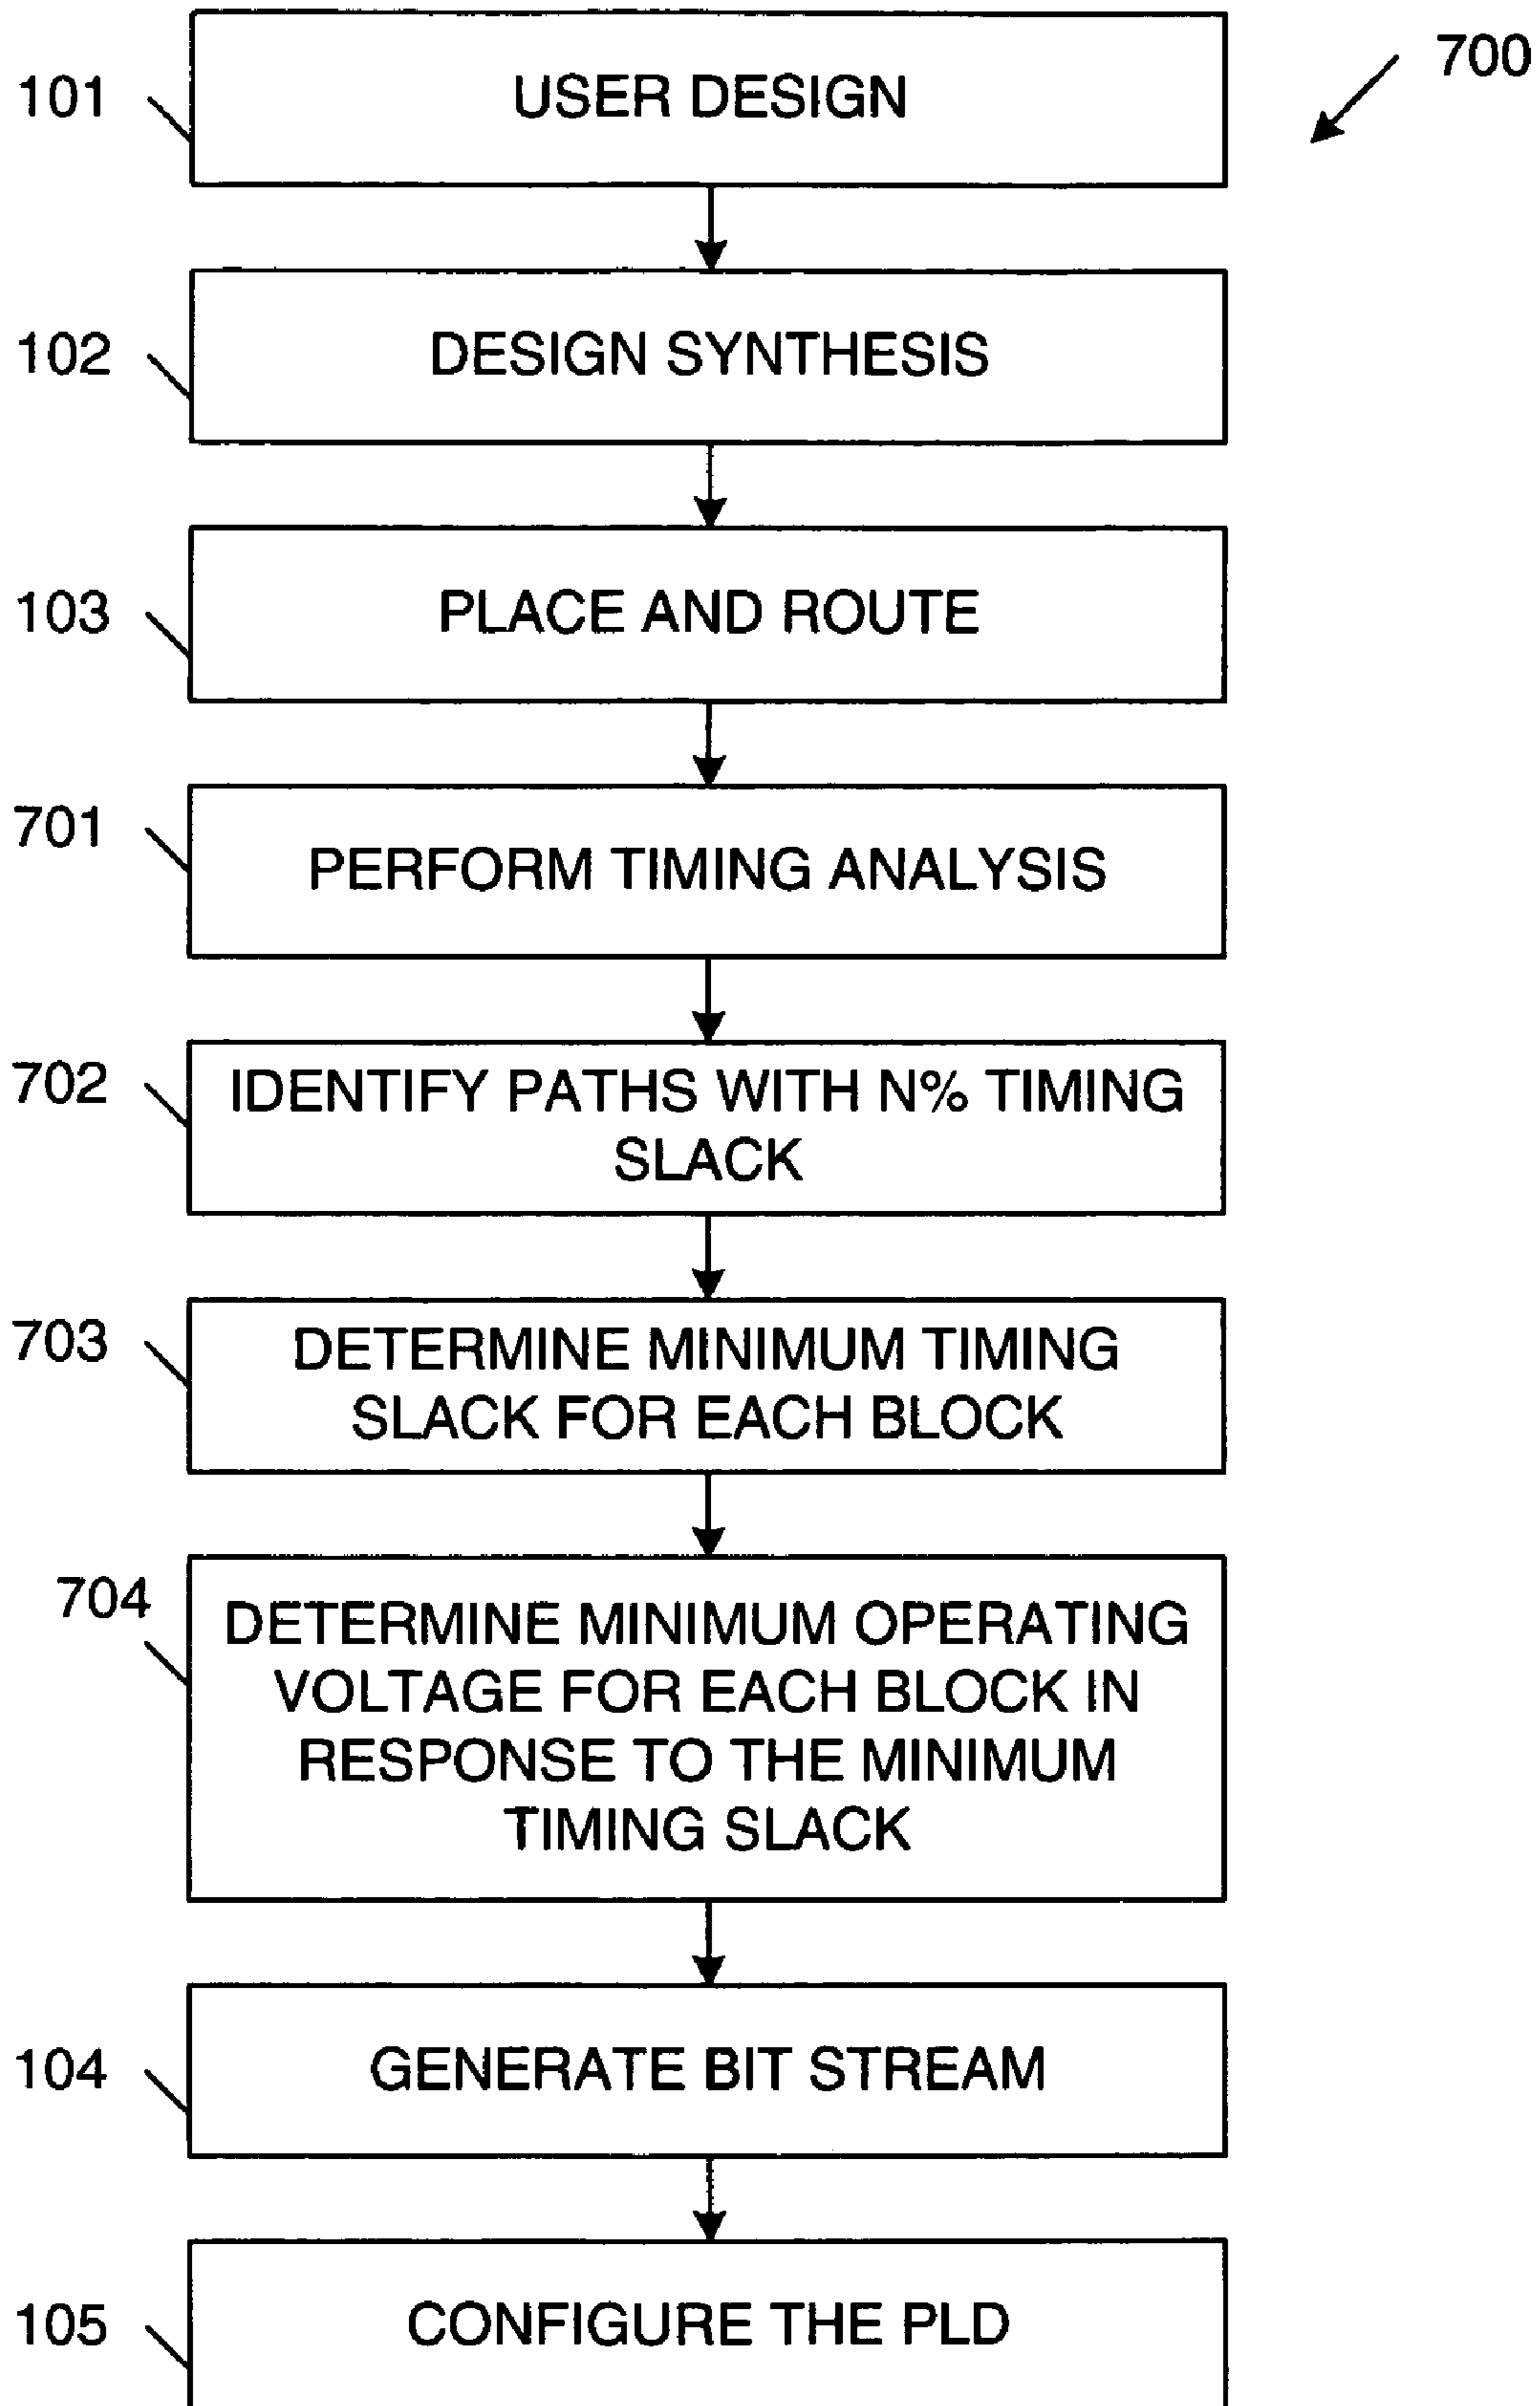 700
101
USER DESIGN
102
DESIGN SYNTHESIS
103
PLACE AND ROUTE
701
PERFORM TIMING ANALYSIS
702
IDENTIFY PATHS WITH N% TIMING
SLACK
703
DETERMINE MINIMUM TIMING
SLACK FOR EACH BLOCK
704
DETERMINE MINIMUM OPERATING
VOLTAGE FOR EACH BLOCK IN
RESPONSE TO THE MINIMUM
TIMING SLACK
104
GENERATE BIT STREAM
105
CONFIGURE THE PLD